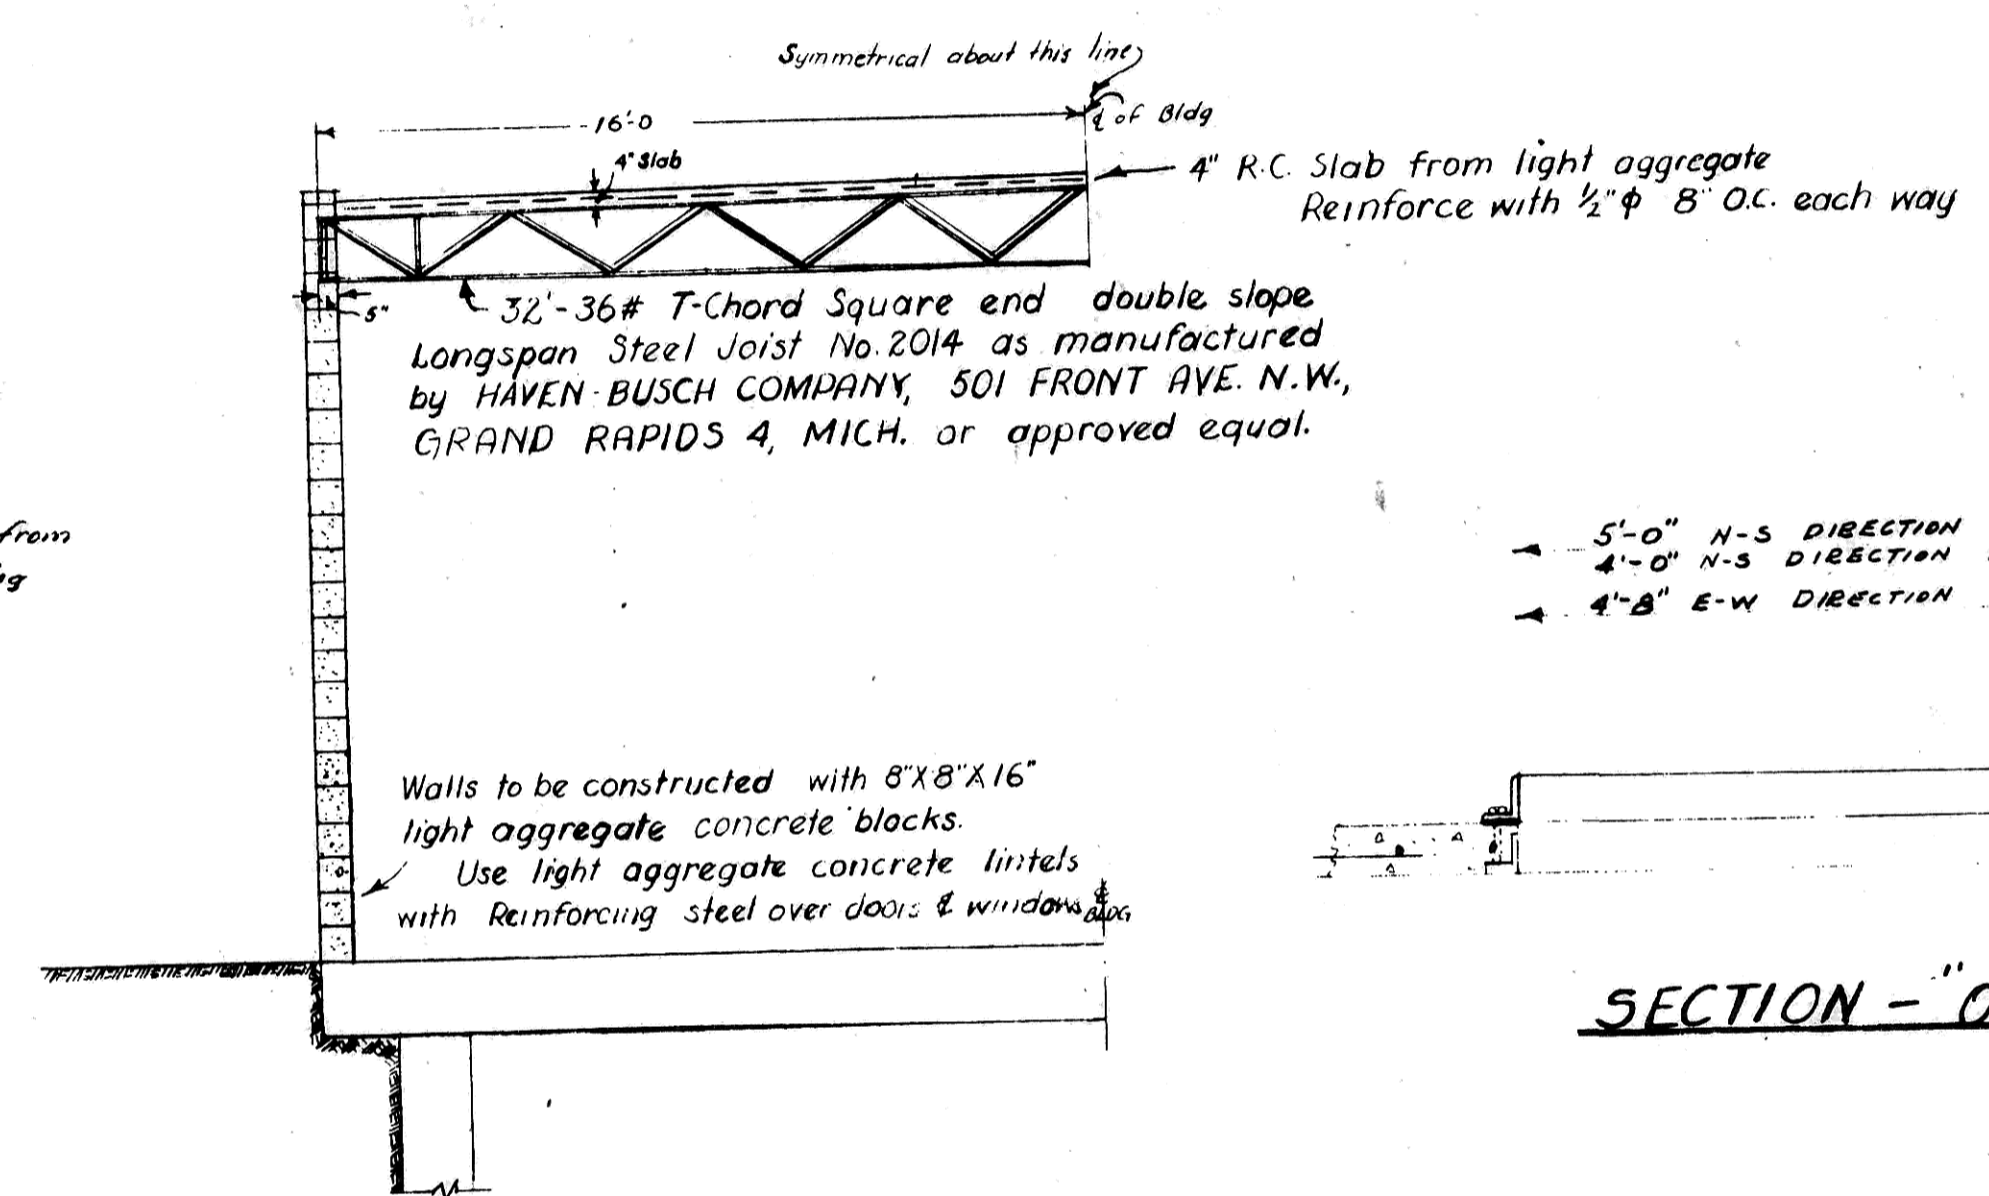 Symmetrical about this line
16'-0
℄ of Bldg
4" Slab
4" R.C. Slab from light aggregate
Reinforce with ½"ϕ 8" O.C. each way
5"
32'-36# T-Chord Square end double slope
Longspan Steel Joist No. 2014 as manufactured
by HAVEN-BUSCH COMPANY, 501 FRONT AVE. N.W.,
GRAND RAPIDS 4, MICH. or approved equal.
from
5'-0" N-S DIRECTION
4'-0" N-S DIRECTION
4'-8" E-W DIRECTION
Walls to be constructed with 8"X8"X16"
light aggregate concrete blocks.
Use light aggregate concrete lintels
with Reinforcing steel over doors & windows
℄
BLDG
SECTION - "